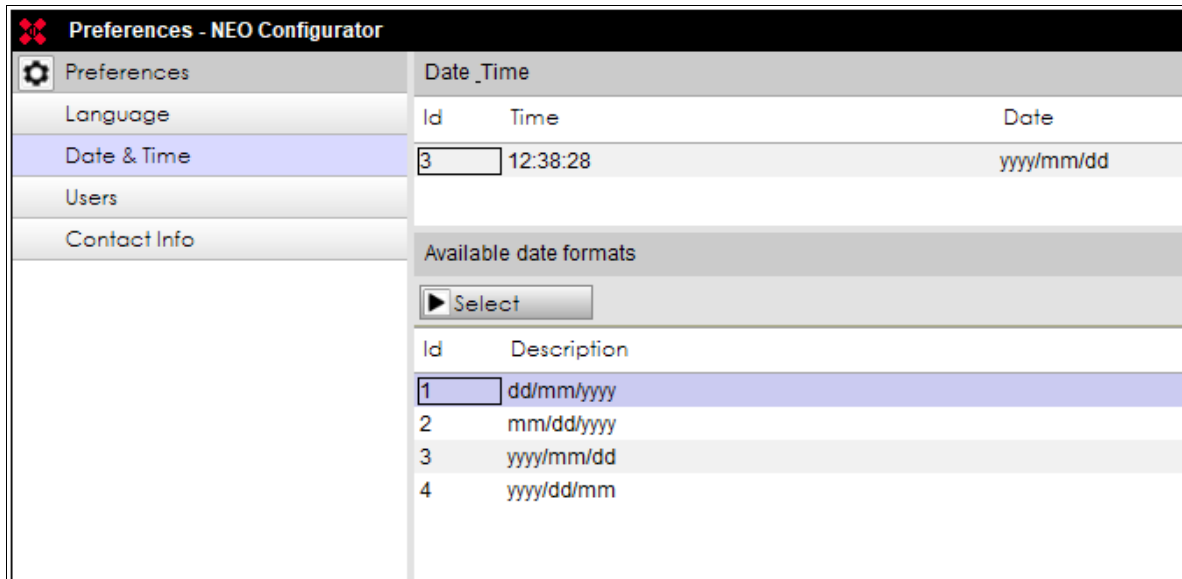 Preferences - NEO Configurator
Preferences
Language
Date & Time
Users
Contact Info
Date_Time
Id Time Date
3 12:38:28 yyyy/mm/dd
Available date formats
Select
Id Description
1 dd/mm/yyyy
2 mm/dd/yyyy
3 yyyy/mm/dd
4 yyyy/dd/mm